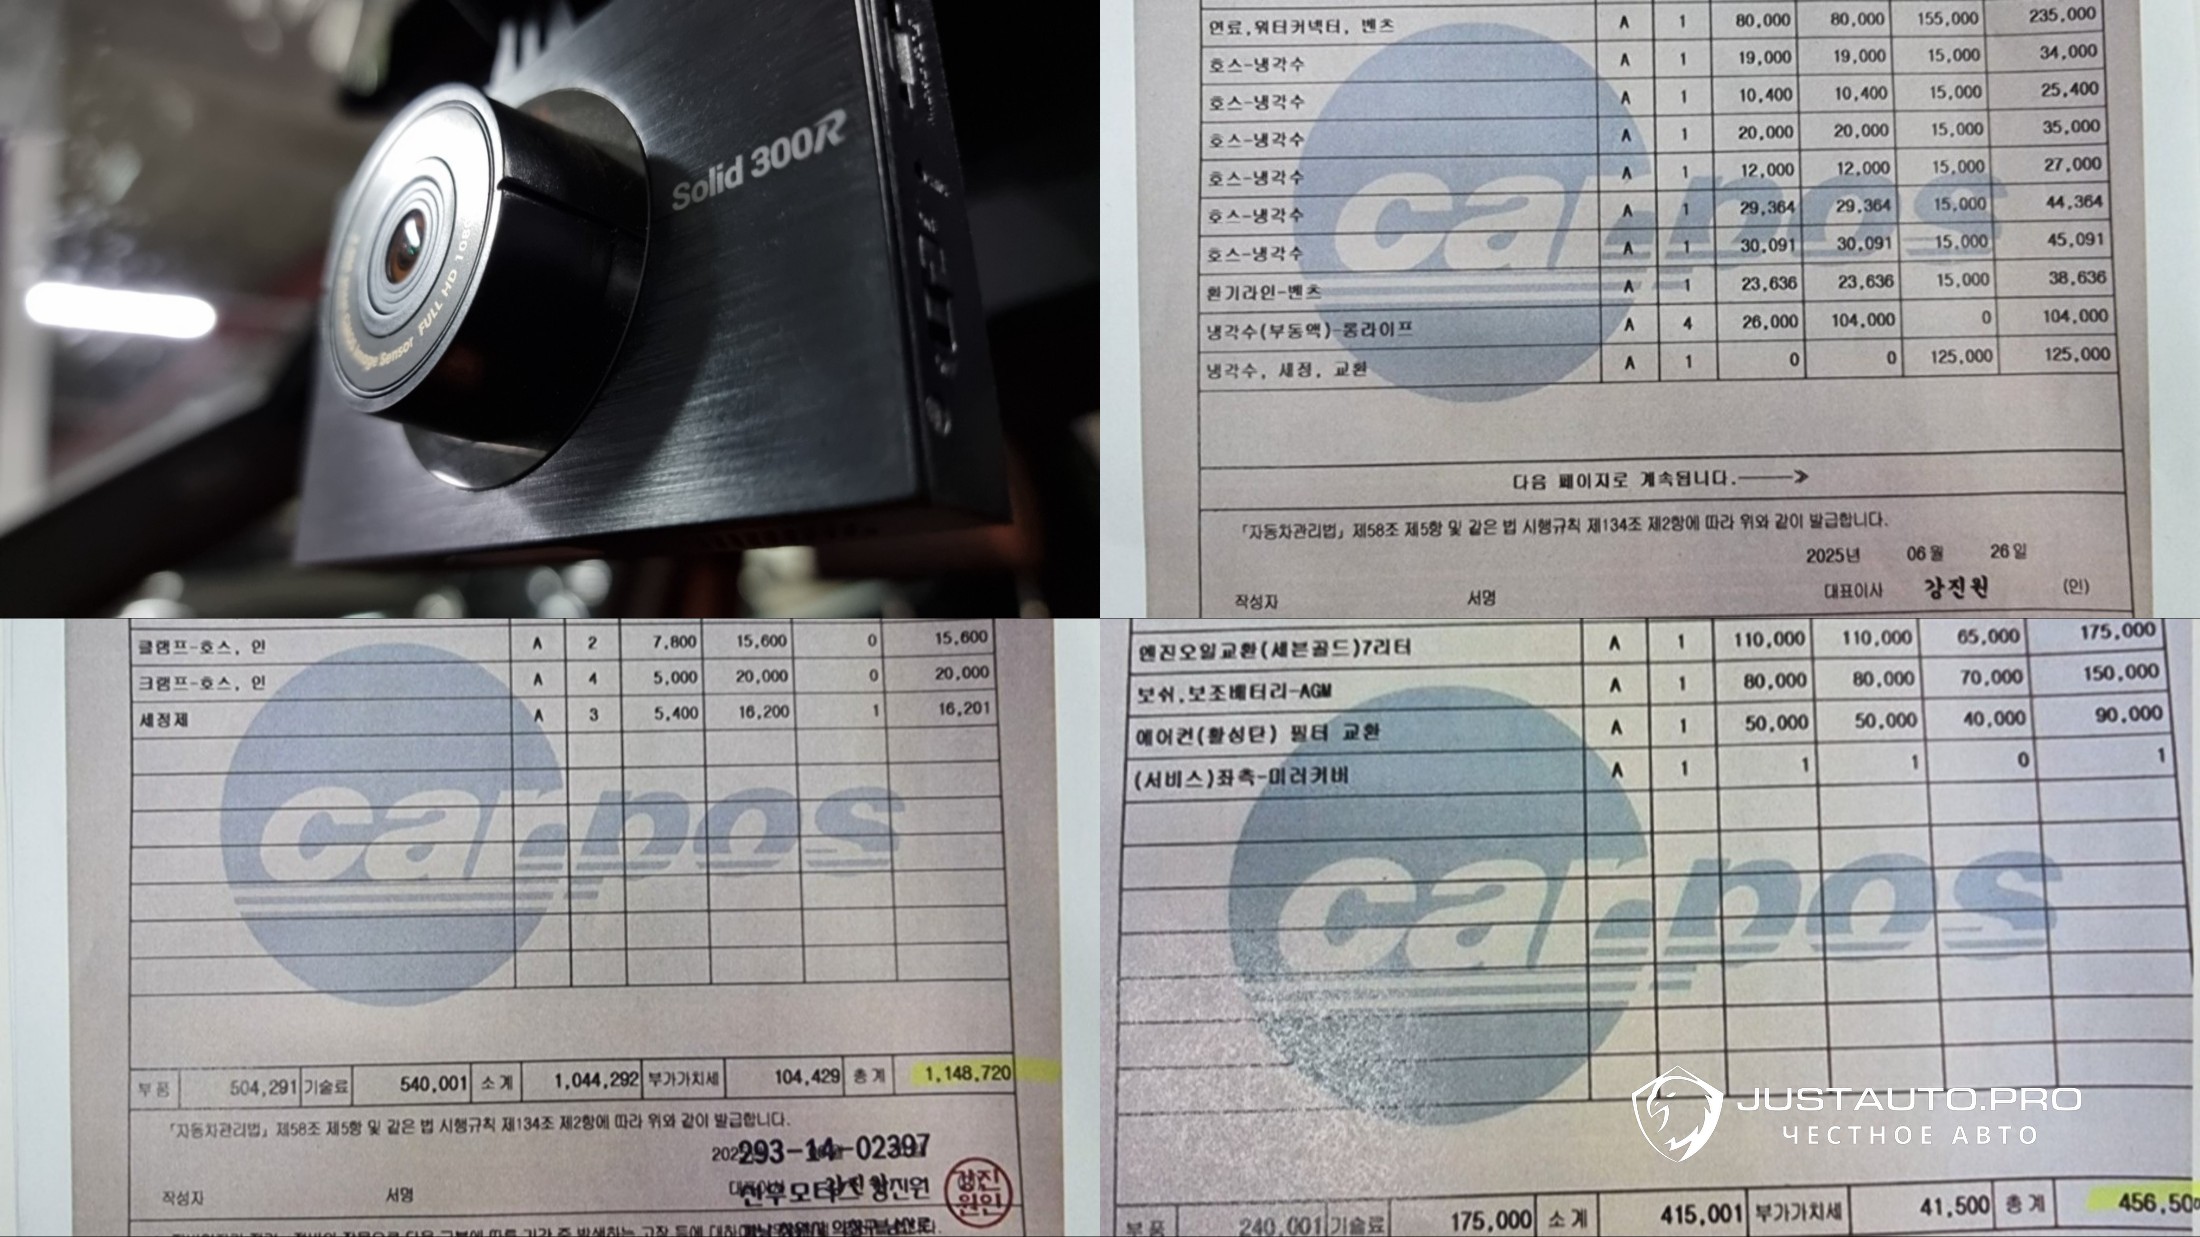 Solid 300R
FULL HD 108
Image Sensor
연료,워터커넥터, 벤츠 A 1 80,000 80,000 155,000 235,000
호스-냉각수 A 1 19,000 19,000 15,000 34,000
호스-냉각수 A 1 10,400 10,400 15,000 25,400
호스-냉각수 A 1 20,000 20,000 15,000 35,000
호스-냉각수 A 1 12,000 12,000 15,000 27,000
호스-냉각수 A 1 29,364 29,364 15,000 44,364
호스-냉각수 A 1 30,091 30,091 15,000 45,091
환기라인-벤츠 A 1 23,636 23,636 15,000 38,636
냉각수(부동액)-롱라이프 A 4 26,000 104,000 0 104,000
냉각수, 세정, 교환 A 1 0 0 125,000 125,000
carpos
다음 페이지로 계속됩니다.──≫
「자동차관리법」 제58조 제5항 및 같은 법 시행규칙 제134조 제2항에 따라 위와 같이 발급합니다.
2025년 06월 26일
작성자 서명 대표이사 강진원 (인)
클램프-호스, 인 A 2 7,800 15,600 0 15,600
크램프-호스, 인 A 4 5,000 20,000 0 20,000
세정제 A 3 5,400 16,200 1 16,201
carpos
부품 504,291 기술료 540,001 소계 1,044,292 부가가치세 104,429 총계 1,148,720
「자동차관리법」 제58조 제5항 및 같은 법 시행규칙 제134조 제2항에 따라 위와 같이 발급합니다.
202 293-14-02397
작성자 서명 강진원
강진
원인
엔진오일교환(세븐골드)7리터 A 1 110,000 110,000 65,000 175,000
보쉬,보조배터리-AGM A 1 80,000 80,000 70,000 150,000
에어컨(활성탄) 필터 교환 A 1 50,000 50,000 40,000 90,000
(서비스)좌측-미러커버 A 1 1 1 0 1
carpos
JUSTAUTO.PRO
ЧЕСТНОЕ АВТО
부품 240,001 기술료 175,000 소계 415,001 부가가치세 41,500 총계 456,50